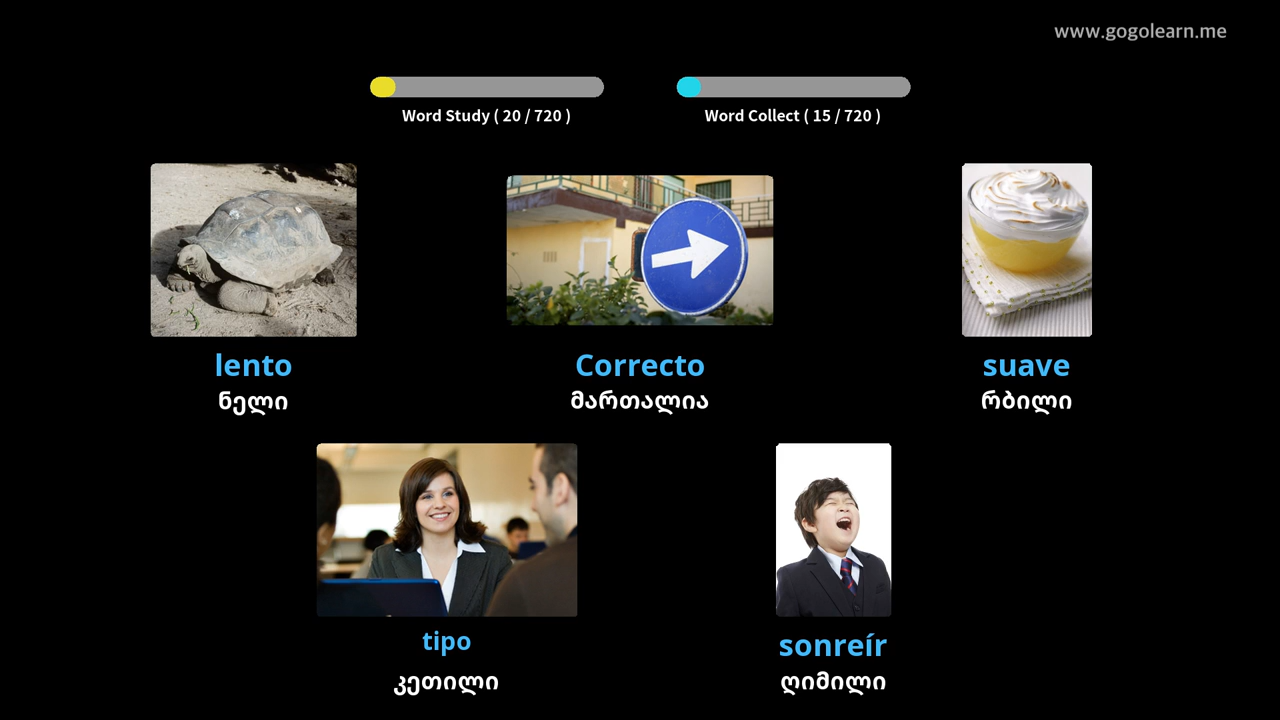 www.gogolearn.me
Word Study ( 20 / 720 )
Word Collect ( 15 / 720 )
lento
ნელი
Correcto
მართალია
suave
რბილი
tipo
კეთილი
sonreír
ღიმილი